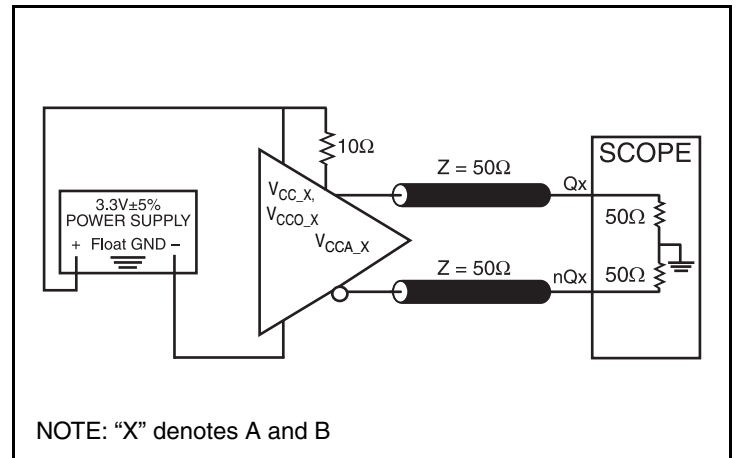 10Ω
V_CC_X,
V_CCO_X
V_CCA_X
3.3V±5%
POWER SUPPLY
+ Float GND −
Z = 50Ω
Qx
Z = 50Ω
nQx
SCOPE
50Ω
50Ω
NOTE: “X” denotes A and B